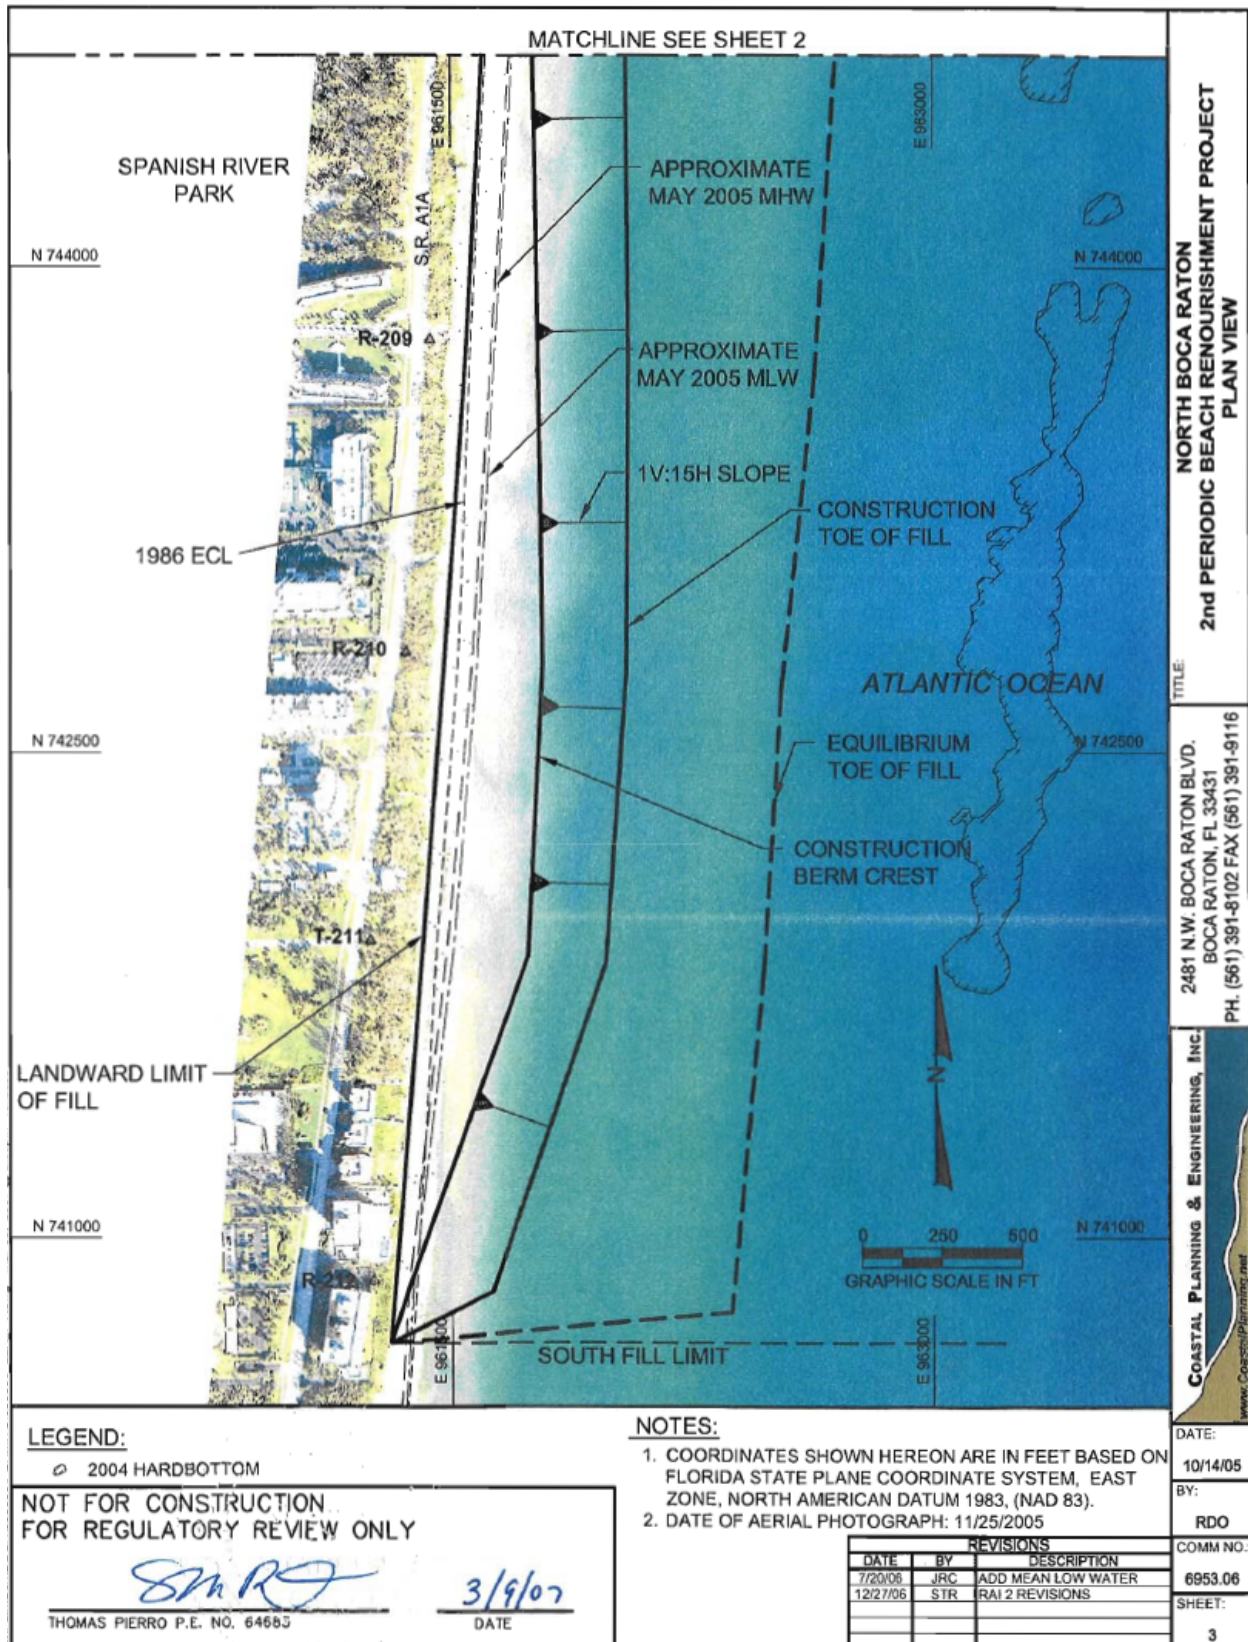 MATCHLINE SEE SHEET 2
SPANISH RIVER
PARK
E 961500
E 963000
S.R. A1A
APPROXIMATE
MAY 2005 MHW
N 744000
N 744000
R-209
APPROXIMATE
MAY 2005 MLW
1V:15H SLOPE
CONSTRUCTION
TOE OF FILL
1986 ECL
R-210
ATLANTIC OCEAN
N 742500
N 742500
EQUILIBRIUM
TOE OF FILL
CONSTRUCTION
BERM CREST
T-211
LANDWARD LIMIT
OF FILL
N
N 741000
N 741000
0 250 500
GRAPHIC SCALE IN FT
R-212
E 961500
E 963000
SOUTH FILL LIMIT
TITLE:
NORTH BOCA RATON
2nd PERIODIC BEACH RENOURISHMENT PROJECT
PLAN VIEW
2481 N.W. BOCA RATON BLVD.
BOCA RATON, FL 33431
PH. (561) 391-8102 FAX (561) 391-9116
COASTAL PLANNING & ENGINEERING, INC.
www.CoastalPlanning.net
DATE:
10/14/05
BY:
RDO
COMM NO.:
6953.06
SHEET:
3
LEGEND:
2004 HARDBOTTOM
NOT FOR CONSTRUCTION
FOR REGULATORY REVIEW ONLY
3/9/07
THOMAS PIERRO P.E. NO. 64683
DATE
NOTES:
1. COORDINATES SHOWN HEREON ARE IN FEET BASED ON
FLORIDA STATE PLANE COORDINATE SYSTEM, EAST
ZONE, NORTH AMERICAN DATUM 1983, (NAD 83).
2. DATE OF AERIAL PHOTOGRAPH: 11/25/2005
REVISIONS
DATE BY DESCRIPTION
7/20/06 JRC ADD MEAN LOW WATER
12/27/06 STR RAI 2 REVISIONS